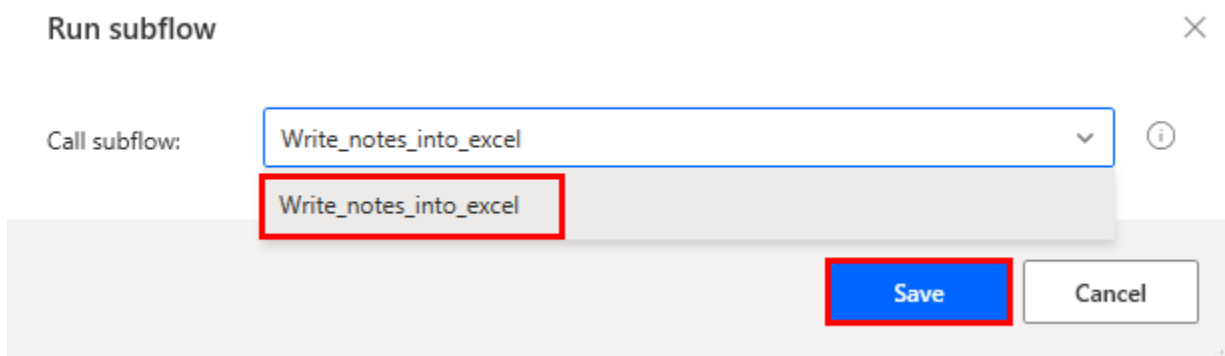 Run subflow
Call subflow: Write_notes_into_excel
Write_notes_into_excel
Save Cancel